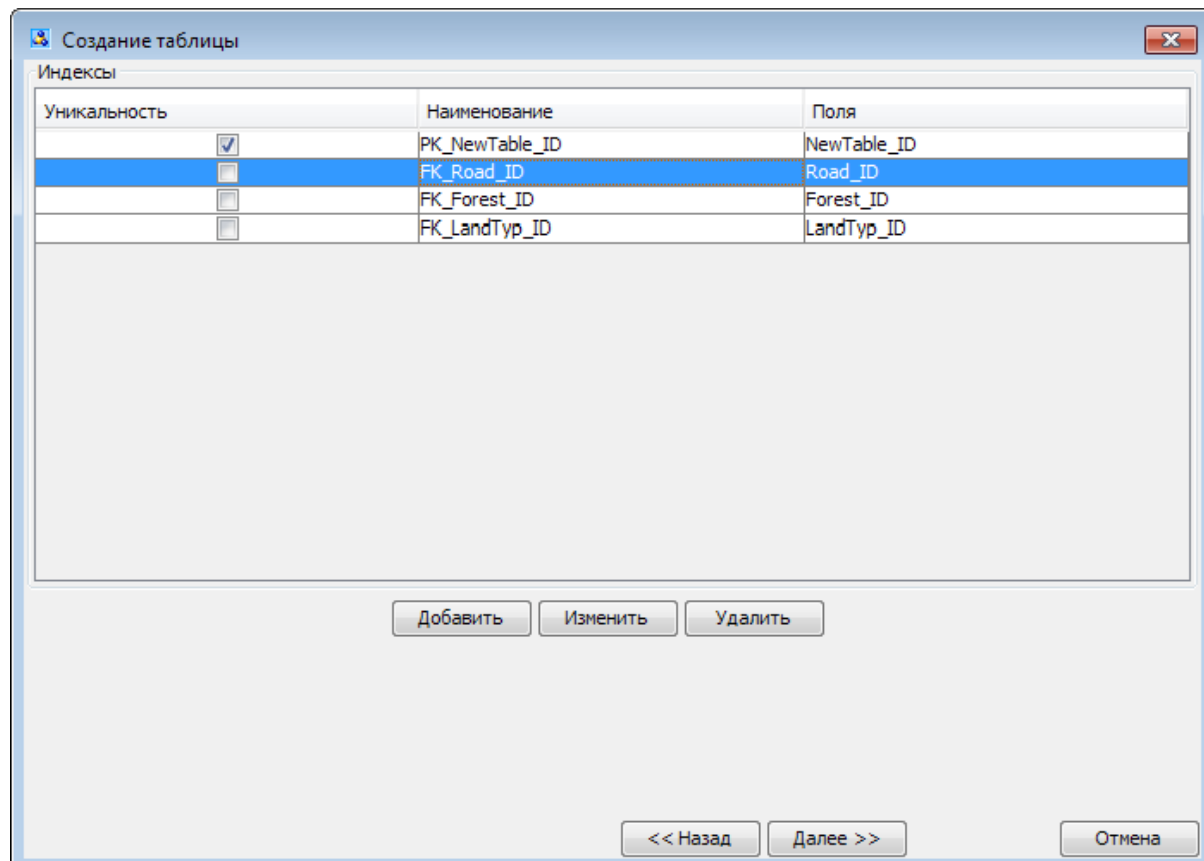 Создание таблицы
Индексы
Уникальность Наименование Поля
PK_NewTable_ID NewTable_ID
FK_Road_ID Road_ID
FK_Forest_ID Forest_ID
FK_LandTyp_ID LandTyp_ID
Добавить Изменить Удалить
<< Назад Далее >> Отмена